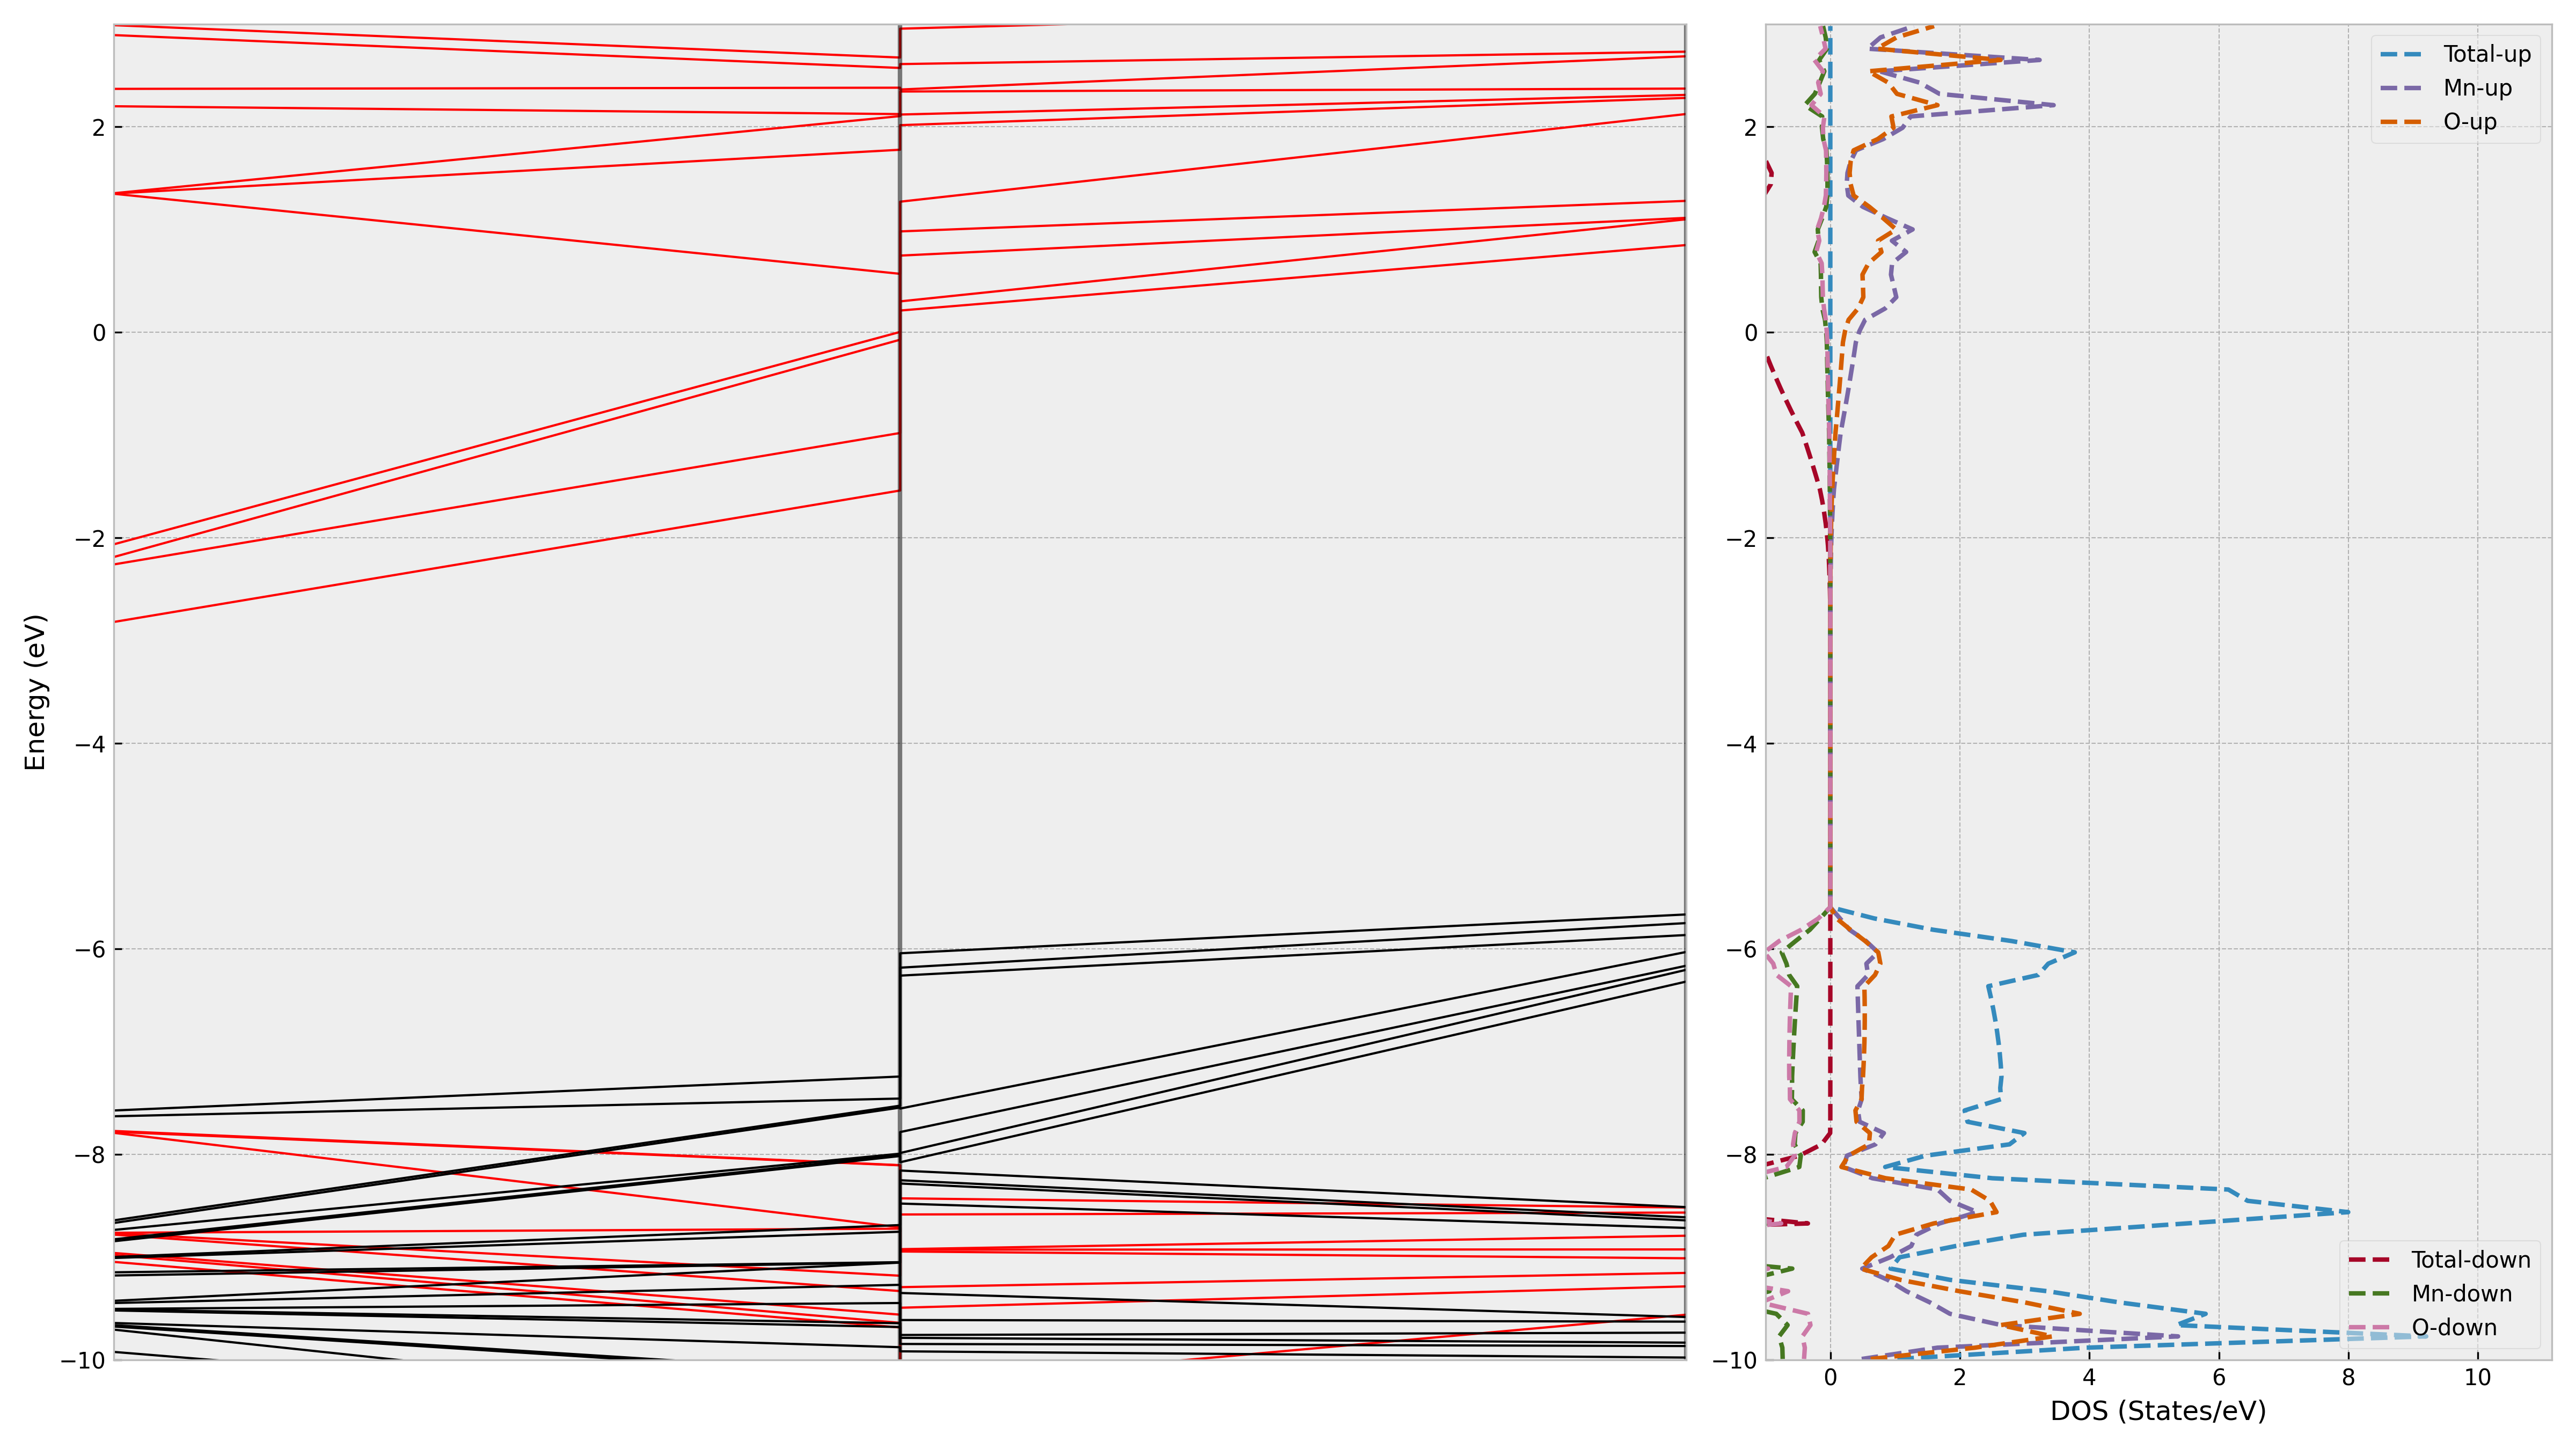 Energy (eV)
2
0
−2
−4
−6
−8
−10
2
0
−2
−4
−6
−8
−10
Total-up
Mn-up
O-up
Total-down
Mn-down
O-down
0 2 4 6 8 10
DOS (States/eV)